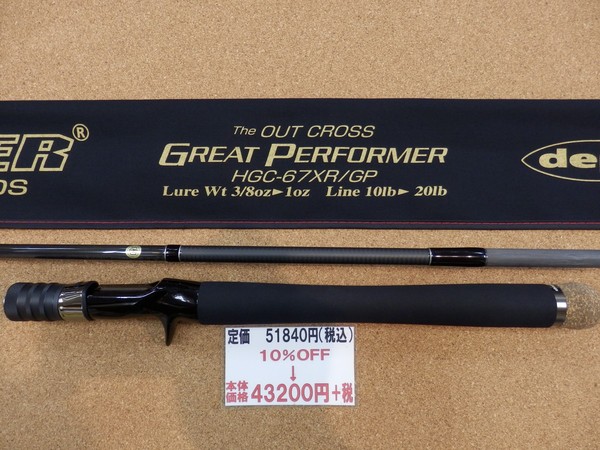 ER®
The OUT CROSS
GREAT PERFORMER
HGC-67XR/GP
Lure Wt 3/8oz►1oz Line 10lb► 20lb
de
定価 51840円(税込)
10%OFF
↓
本体価格 43200円+税